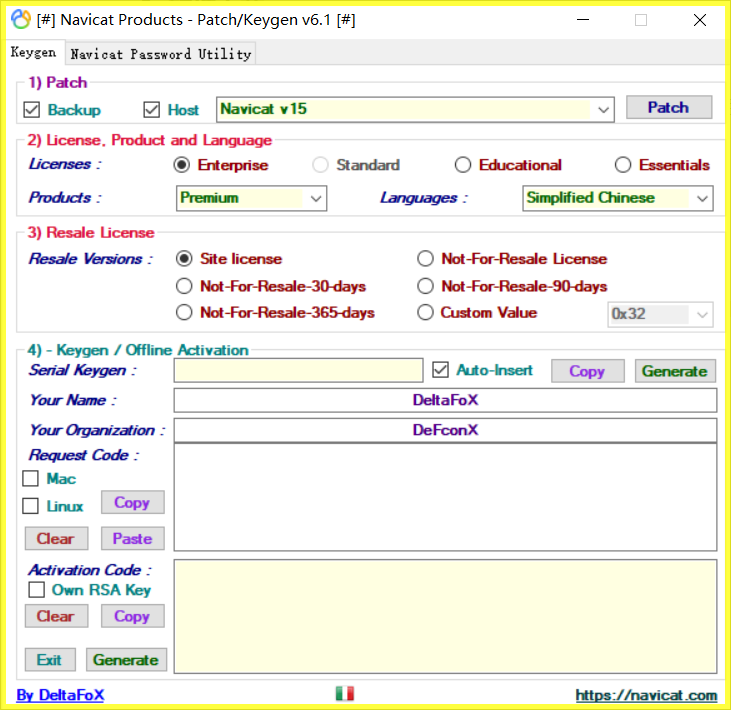 [#] Navicat Products - Patch/Keygen v6.1 [#]
Keygen Navicat Password Utility
1) Patch
Backup Host Navicat v15 Patch
2) License, Product and Language
Licenses : Enterprise Standard Educational Essentials
Products : Premium Languages : Simplified Chinese
3) Resale License
Resale Versions : Site license Not-For-Resale License
Not-For-Resale-30-days Not-For-Resale-90-days
Not-For-Resale-365-days Custom Value 0x32
4) - Keygen / Offline Activation
Serial Keygen : Auto-Insert Copy Generate
Your Name : DeltaFoX
Your Organization : DeFconX
Request Code :
Mac
Linux Copy
Clear Paste
Activation Code :
Own RSA Key
Clear Copy
Exit Generate
By DeltaFoX https://navicat.com